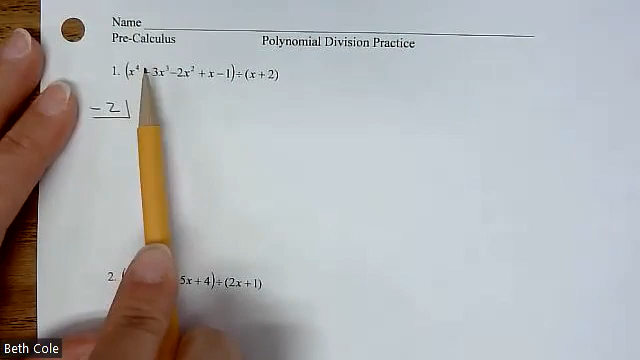 Name
Pre-Calculus
Polynomial Division Practice
1. (x⁴ 3x³ −2x² + x − 1) ÷ (x + 2)
−2
2. 5x + 4) ÷ (2x + 1)
Beth Cole